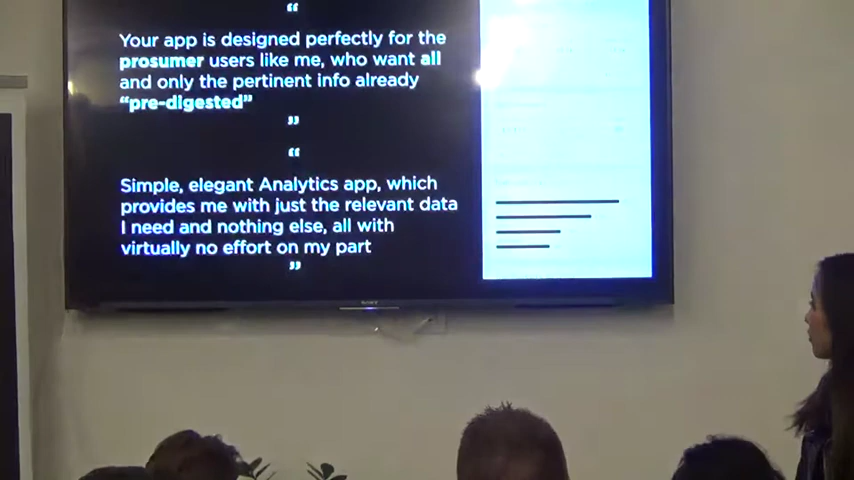 “
Your app is designed perfectly for the
prosumer users like me, who want all
and only the pertinent info already
“pre-digested”
”
“
Simple, elegant Analytics app, which
provides me with just the relevant data
I need and nothing else, all with
virtually no effort on my part
”
SONY